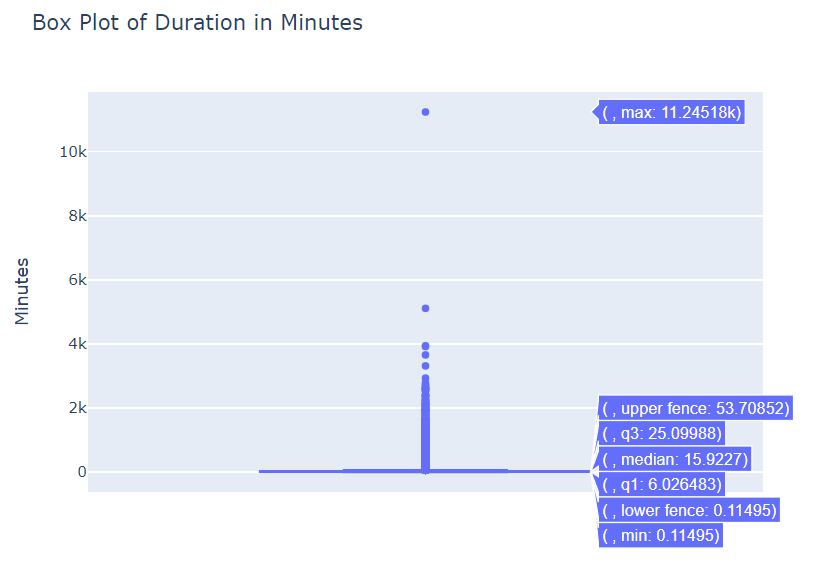 Box Plot of Duration in Minutes
( , max: 11.24518k)
10k
8k
6k
Minutes
4k
2k
( , upper fence: 53.70852)
( , q3: 25.09988)
( , median: 15.9227)
0
( , q1: 6.026483)
( , lower fence: 0.11495)
( , min: 0.11495)